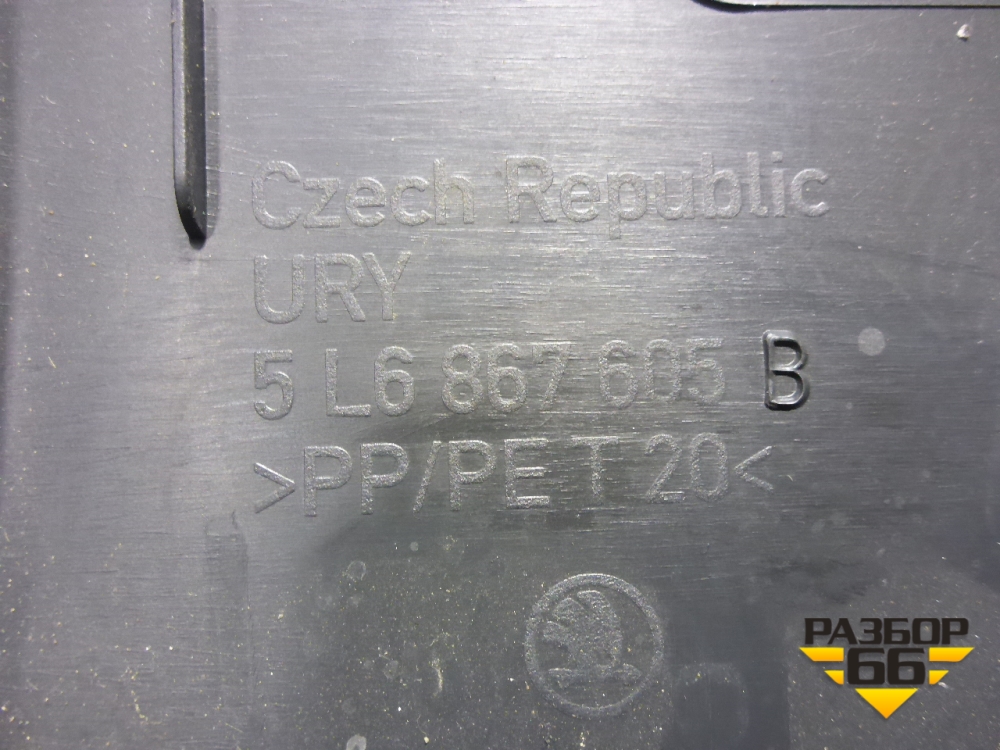 Czech Republic
URY
5 L6 867 605 B
>PP/PE T 20<
РАЗБОР
66